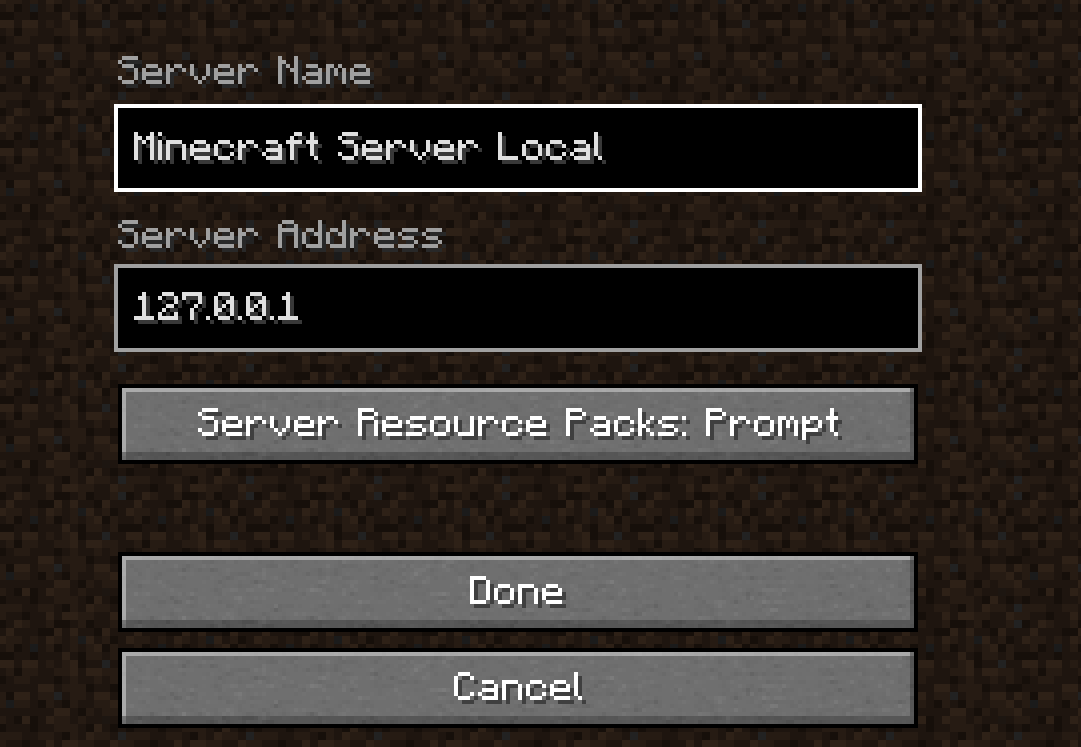 Server Name
Minecraft Server Local
Server Address
127.0.0.1
Server Resource Packs: Prompt
Done
Cancel